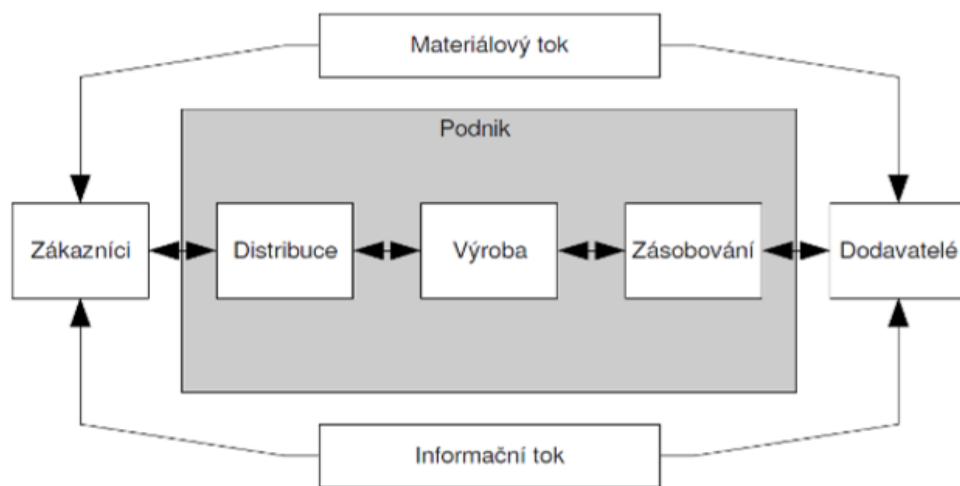 Materiálový tok
Podnik
Zákazníci
Distribuce
Výroba
Zásobování
Dodavatelé
Informační tok